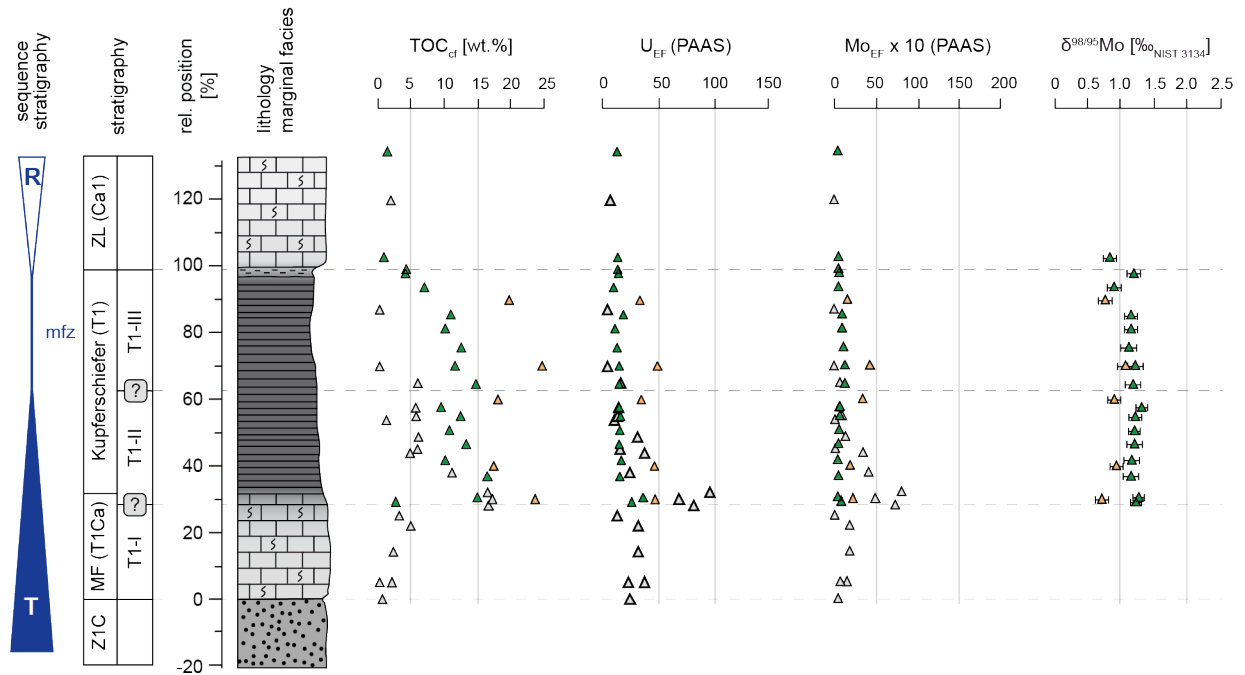 sequence
stratigraphy
stratigraphy
rel. position
[%]
lithology
marginal facies
TOCcf [wt.%]
UEF (PAAS)
MoEF x 10 (PAAS)
δ98/95Mo [‰NIST 3134]
0 5 10 15 20 25
0 50 100 150
0 50 100 150 200
0 0.5 1.0 1.5 2.0 2.5
R
mfz
T
ZL (Ca1)
Kupferschiefer (T1)
MF (T1Ca)
Z1C
T1-III
?
T1-II
?
T1-I
120
100
80
60
40
20
0
-20